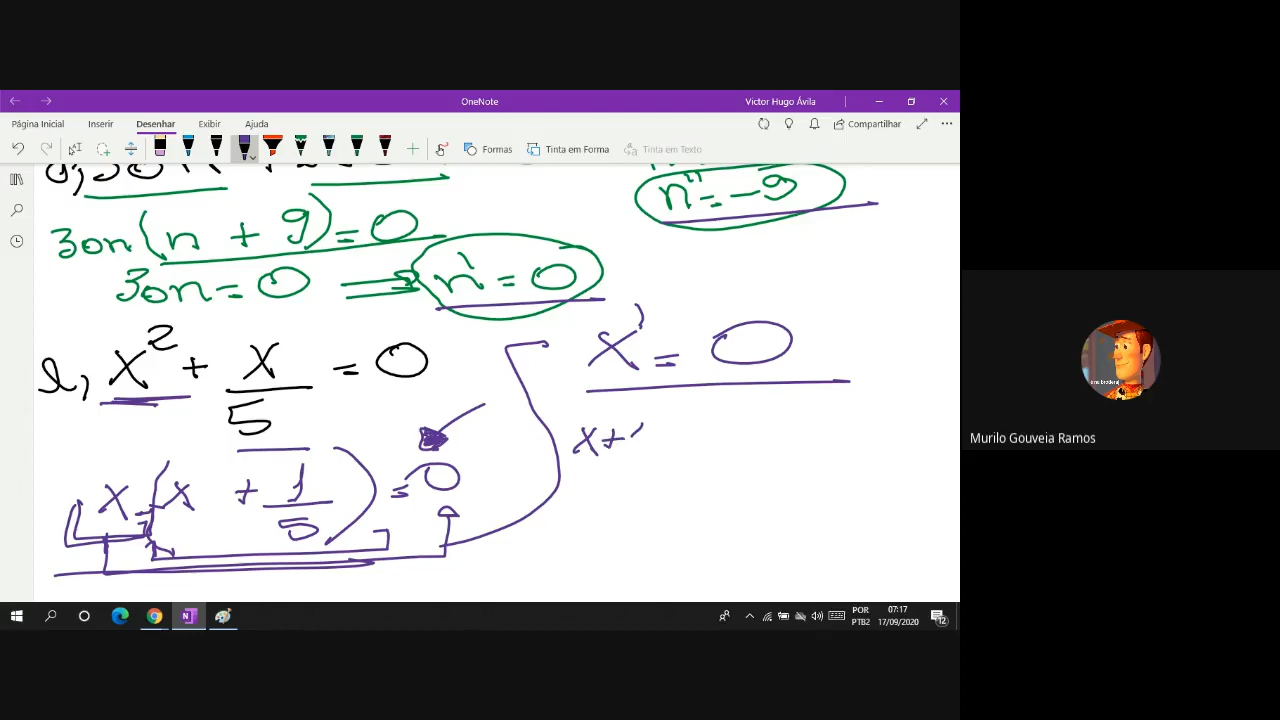 OneNote
Victor Hugo Ávila
Página Inicial Inserir Desenhar Exibir Ajuda
Compartilhar
Formas Tinta em Forma Tinta em Texto
n'' = -9
30n(n + 9) = 0
30n = 0 ⟹ n' = 0
l, x² + x/5 = 0
x' = 0
x +
x.(x + 1/5) = 0
Murilo Gouveia Ramos
POR
PTB2
07:17
17/09/2020
12